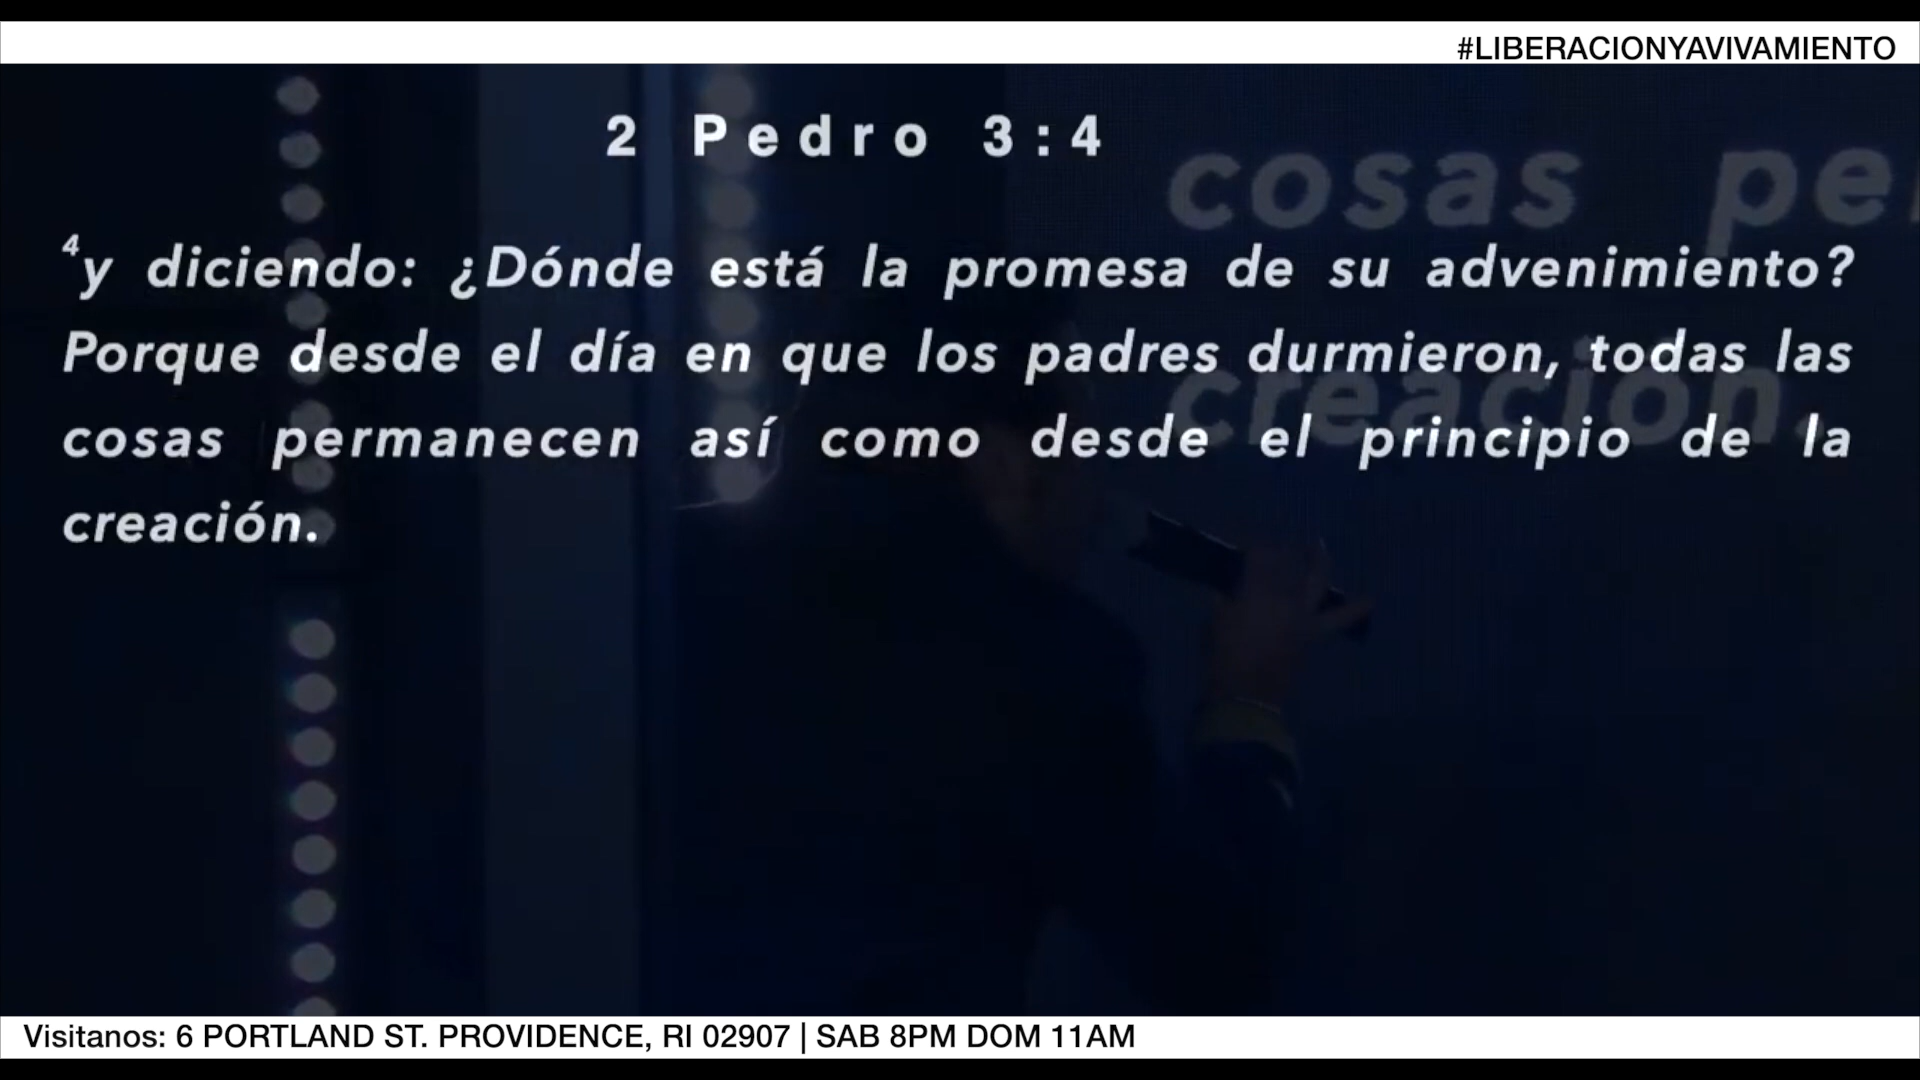 #LIBERACIONYAVIVAMIENTO
2 Pedro 3:4
cosas
4y diciendo: ¿Dónde está la promesa de su advenimiento?
Porque desde el día en que los padres durmieron, todas las
creación.
cosas permanecen así como desde el principio de la
creación.
Visitanos: 6 PORTLAND ST. PROVIDENCE, RI 02907 | SAB 8PM DOM 11AM